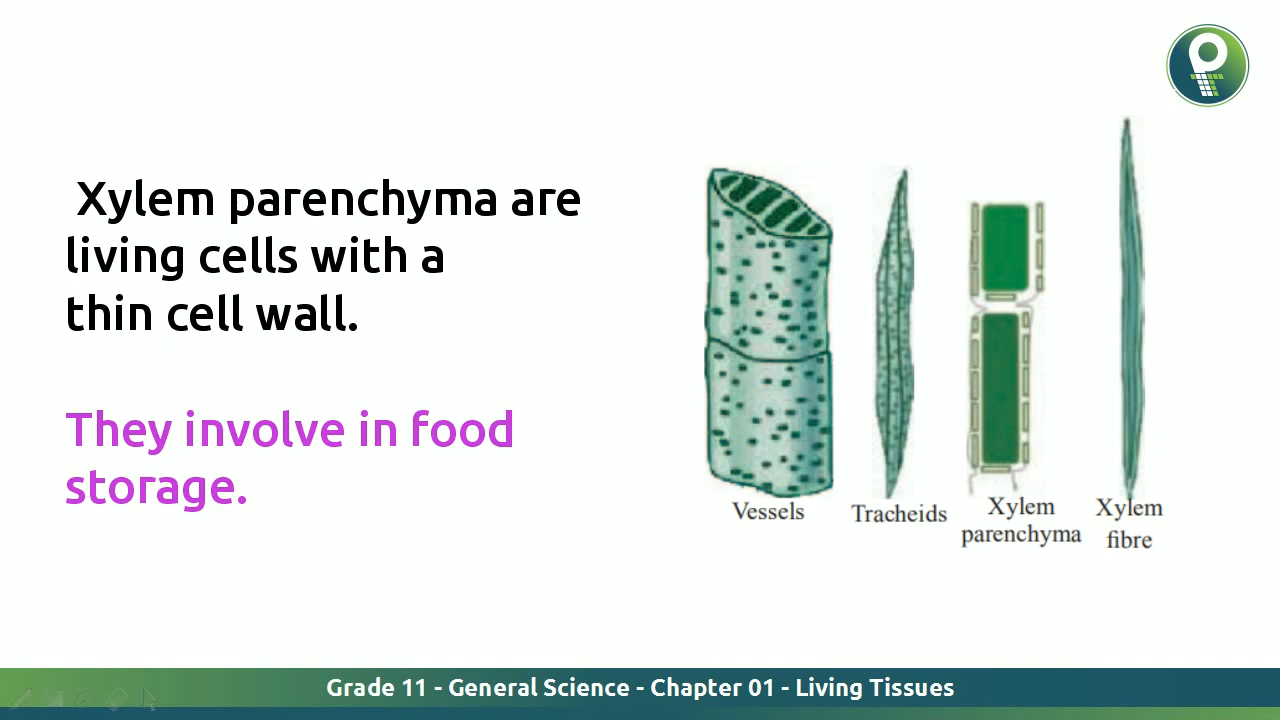 Xylem parenchyma are
living cells with a
thin cell wall.
They involve in food
storage.
Vessels
Tracheids
Xylem
parenchyma
Xylem
fibre
Grade 11 - General Science - Chapter 01 - Living Tissues